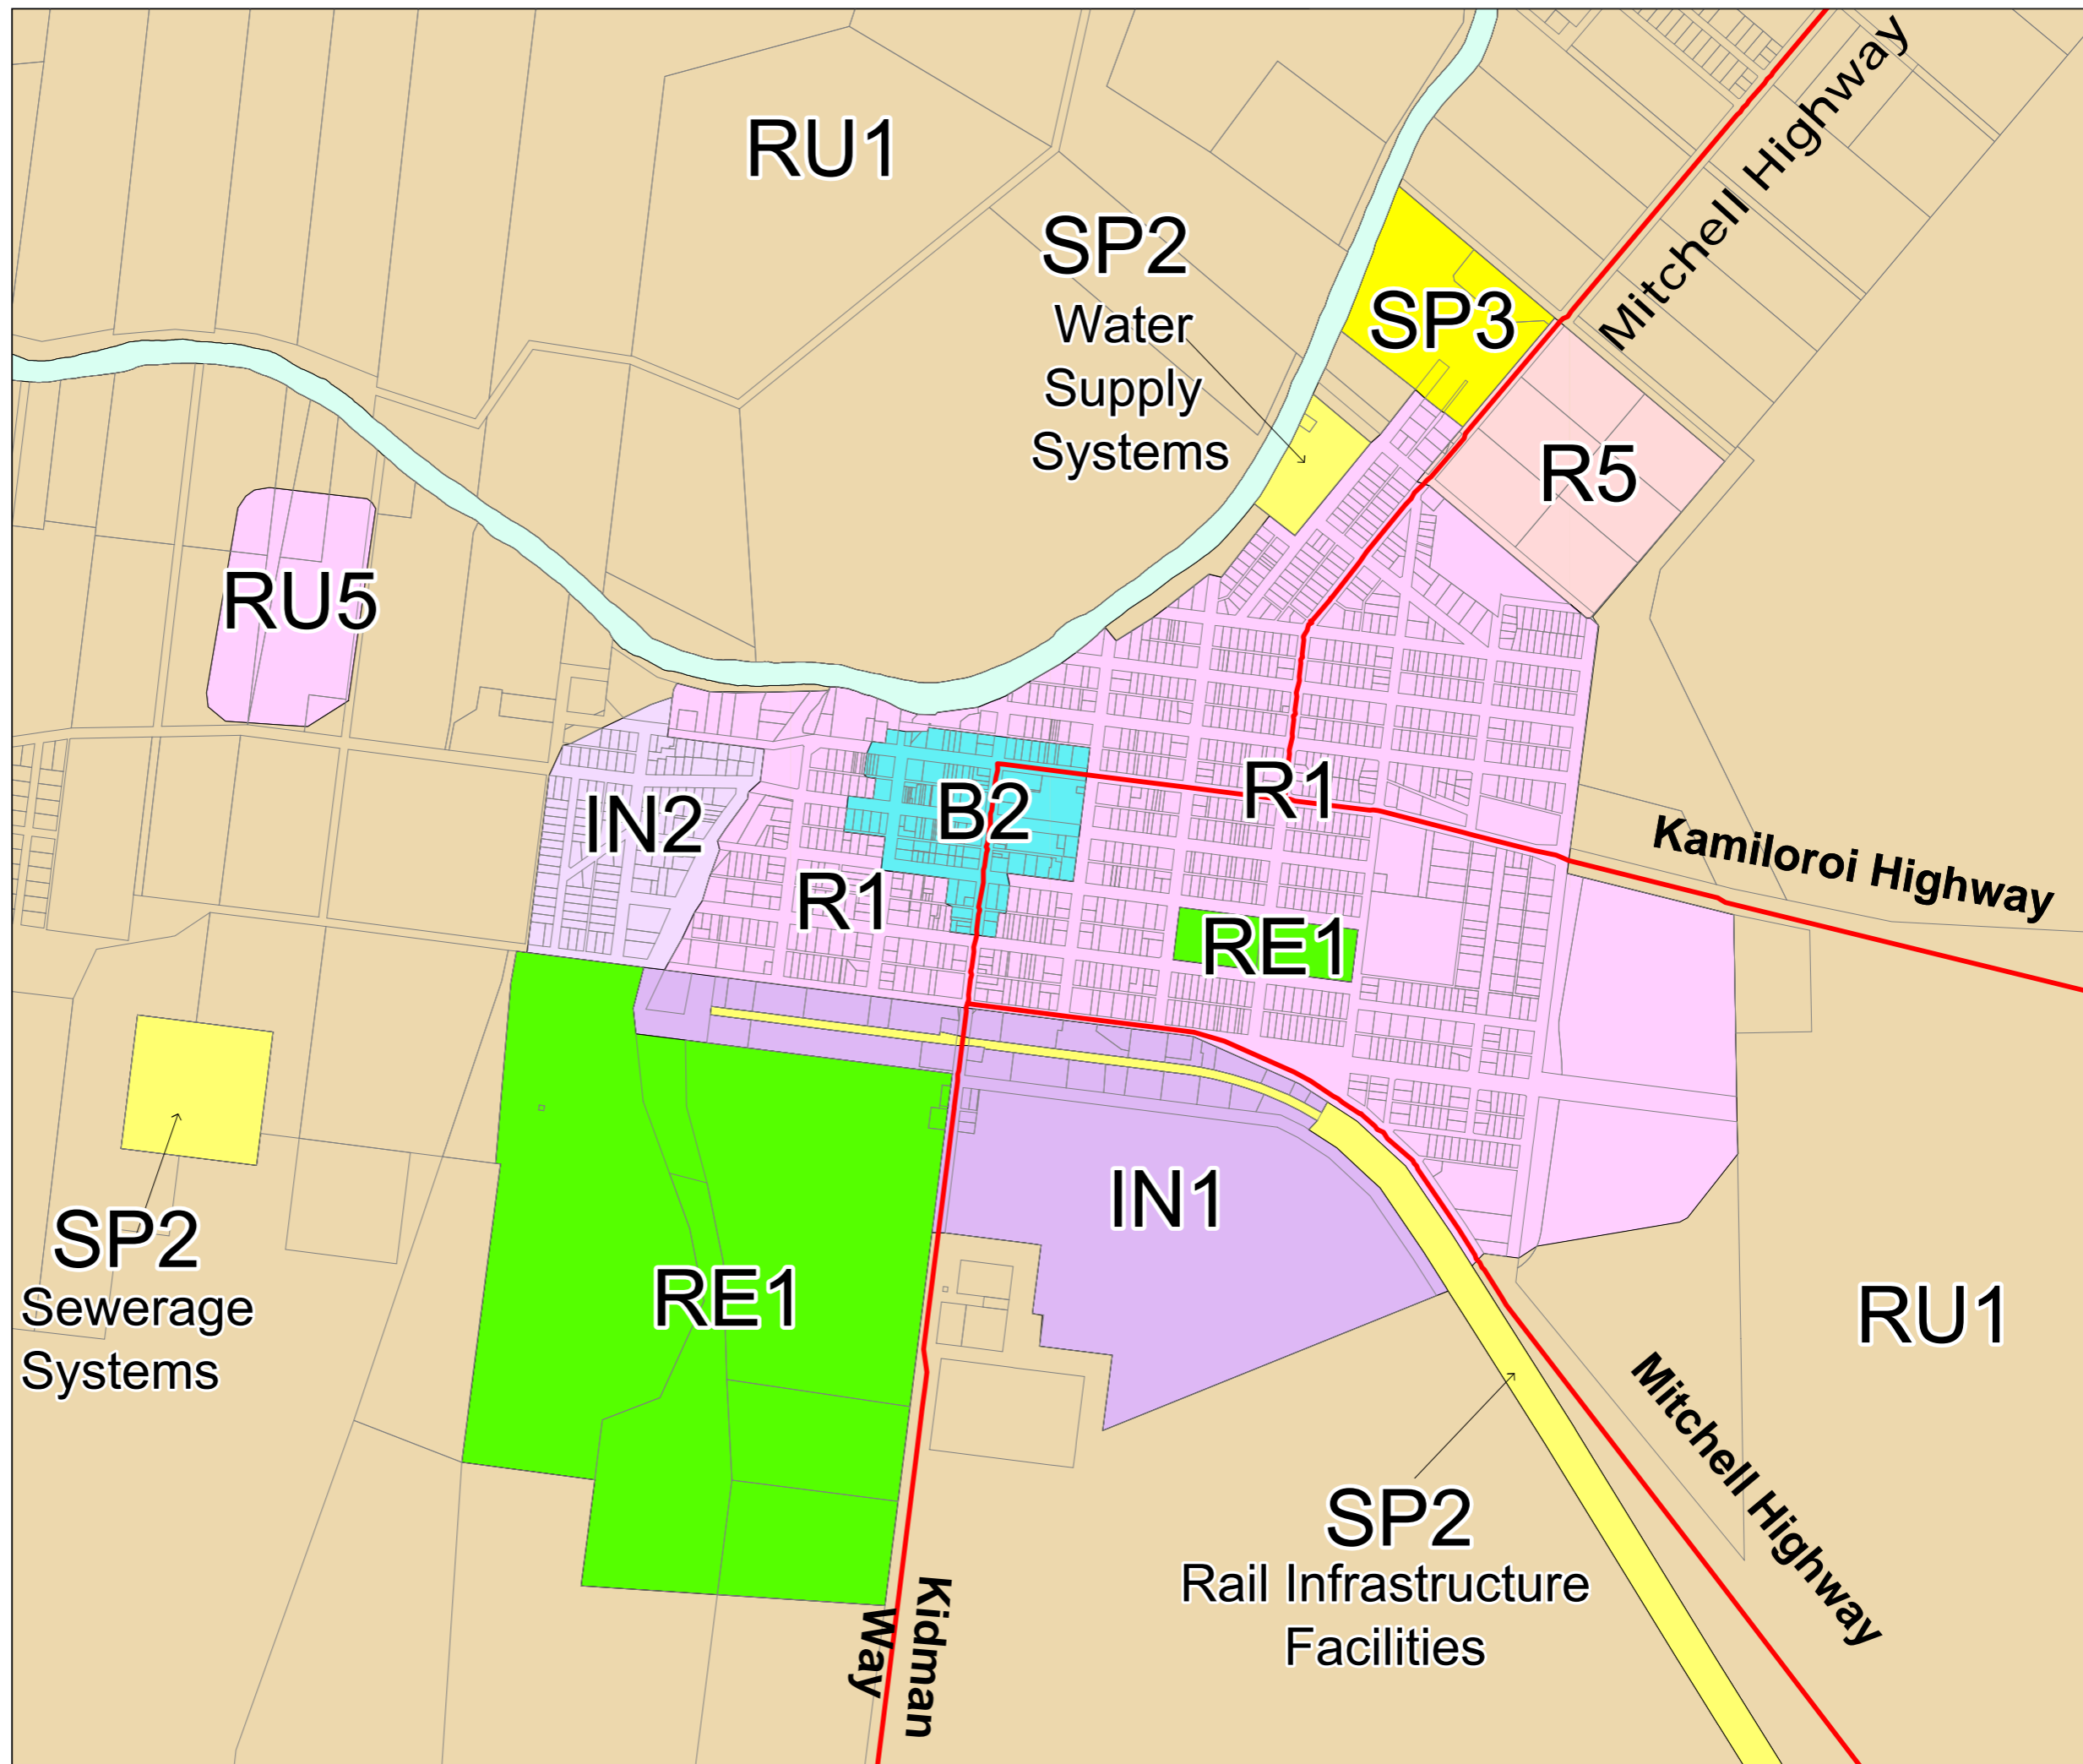 RU1
Mitchell Highway
SP2
Water
Supply
Systems
SP3
R5
RU5
IN2
B2
R1
Kamiloroi Highway
R1
RE1
IN1
SP2
Sewerage
Systems
RE1
RU1
Mitchell Highway
SP2
Rail Infrastructure
Facilities
Kidman
Way